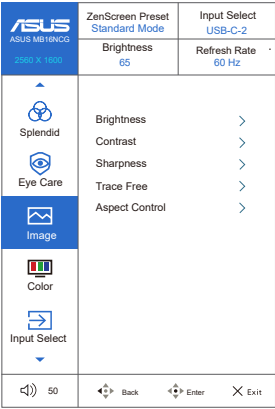 ASUS
ASUS MB16NCG
2560 X 1600
ZenScreen Preset
Standard Mode
Input Select
USB-C-2
Brightness
65
Refresh Rate
60 Hz
Splendid
Eye Care
Image
Color
Input Select
Brightness
Contrast
Sharpness
Trace Free
Aspect Control
50
Back
Enter
Exit